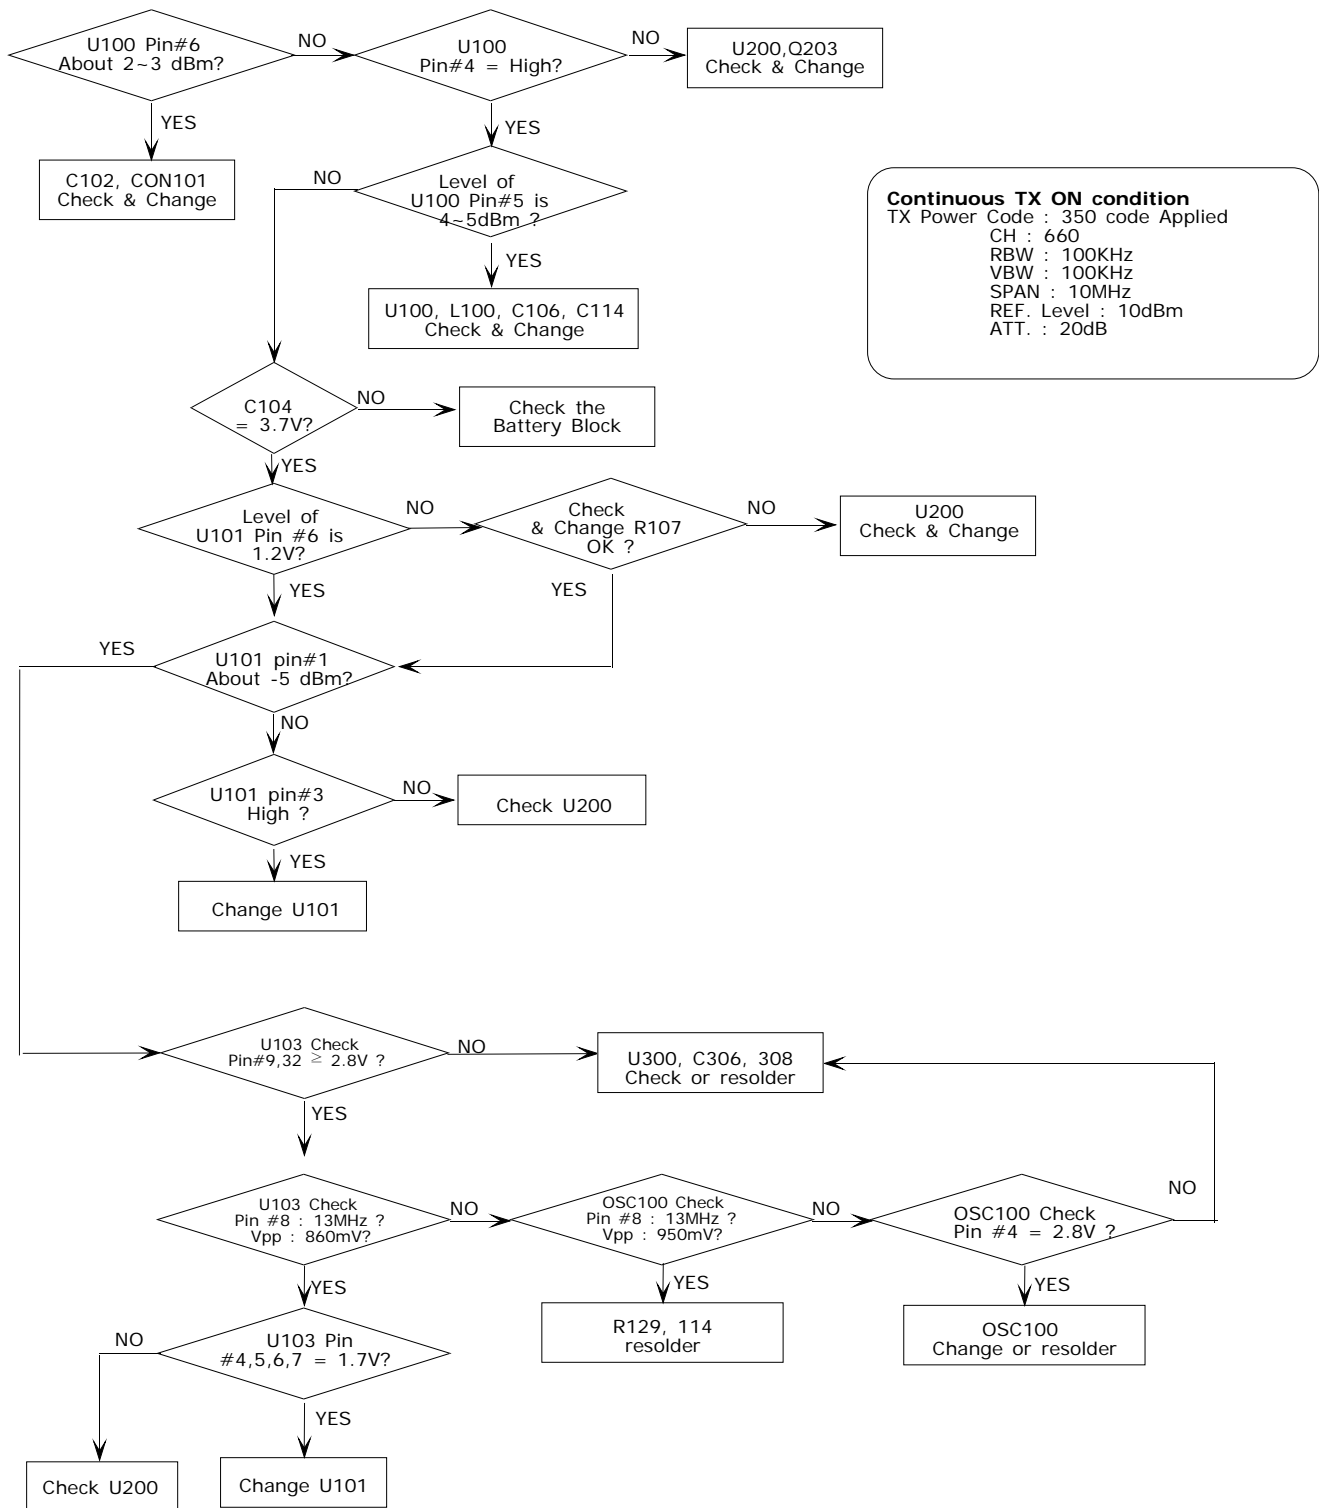 U100 Pin#6
About 2~3 dBm?
NO
U100
Pin#4 = High?
NO
U200,Q203
Check & Change
YES
YES
C102, CON101
Check & Change
NO
Level of
U100 Pin#5 is
4~5dBm ?
YES
U100, L100, C106, C114
Check & Change
Continuous TX ON condition
TX Power Code : 350 code Applied
CH : 660
RBW : 100KHz
VBW : 100KHz
SPAN : 10MHz
REF. Level : 10dBm
ATT. : 20dB
C104
= 3.7V?
NO
Check the
Battery Block
YES
Level of
U101 Pin #6 is
1.2V?
NO
Check
& Change R107
OK ?
NO
U200
Check & Change
YES
YES
YES
U101 pin#1
About -5 dBm?
NO
U101 pin#3
High ?
NO
Check U200
YES
Change U101
U103 Check
Pin#9,32 ≥ 2.8V ?
NO
U300, C306, 308
Check or resolder
YES
U103 Check
Pin #8 : 13MHz ?
Vpp : 860mV?
NO
OSC100 Check
Pin #8 : 13MHz ?
Vpp : 950mV?
NO
OSC100 Check
Pin #4 = 2.8V ?
NO
YES
YES
YES
R129, 114
resolder
OSC100
Change or resolder
NO
U103 Pin
#4,5,6,7 = 1.7V?
YES
Check U200
Change U101